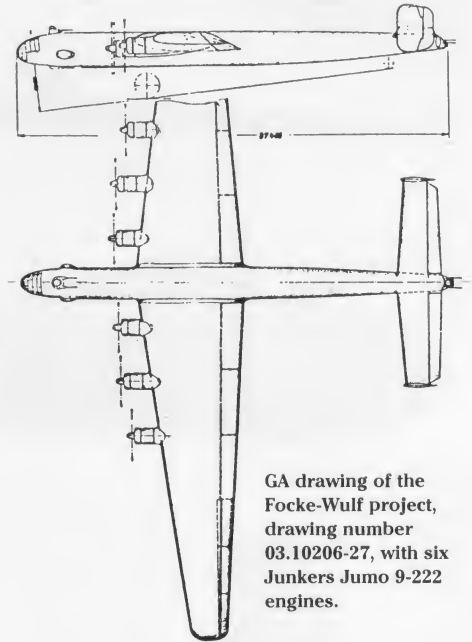 GA drawing of the
Focke-Wulf project,
drawing number
03.10206-27, with six
Junkers Jumo 9-222
engines.